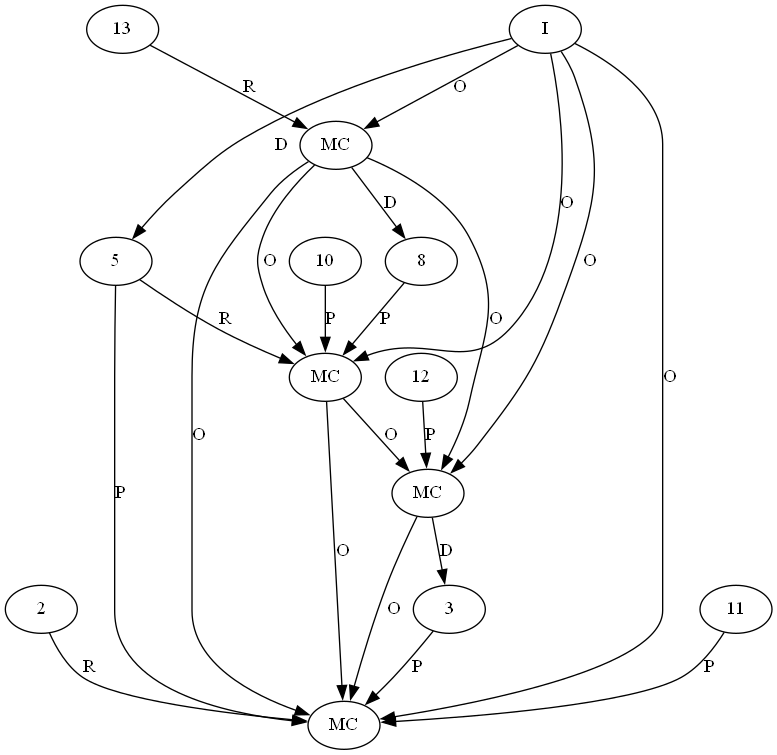 13 I
R O
D MC
O D O
5 10 8
O R P P O O
MC 12
O O O P
MC
P O D
O
2 3 11
R P P
MC